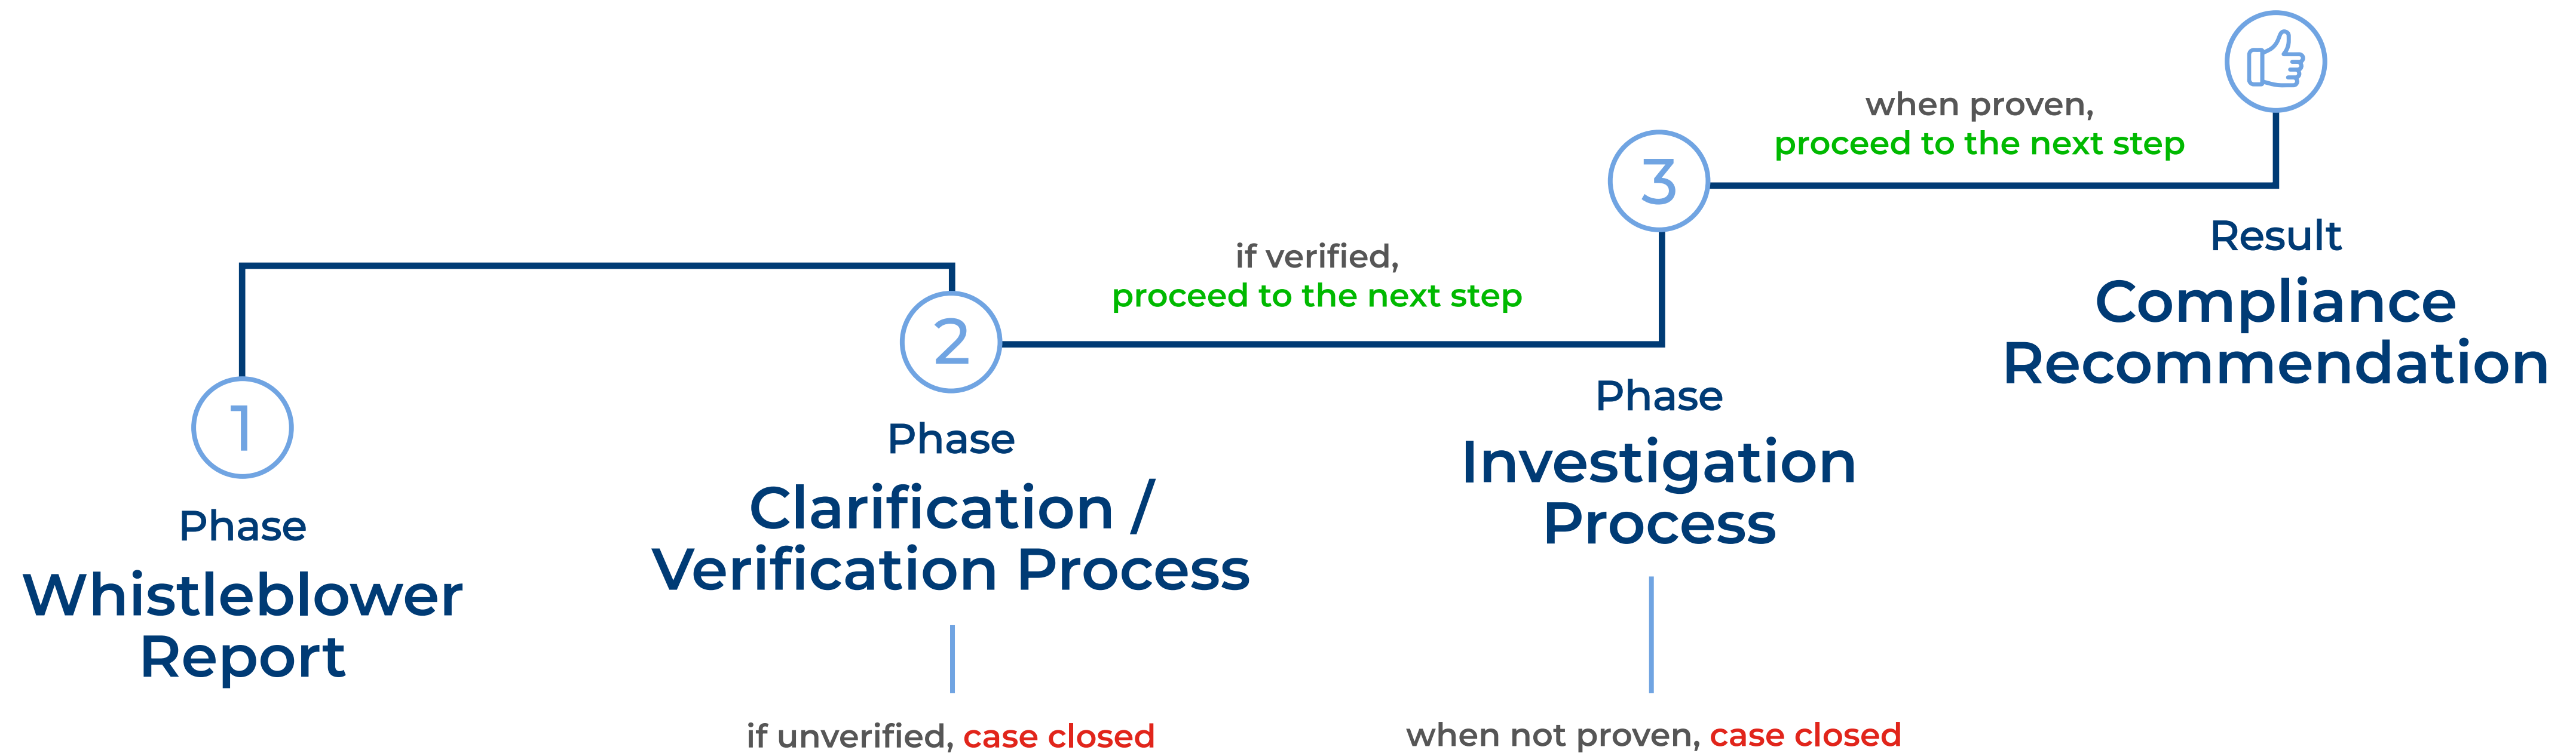 1
Phase
Whistleblower
Report
2
Phase
Clarification /
Verification Process
if unverified, case closed
if verified,
proceed to the next step
3
Phase
Investigation
Process
when not proven, case closed
when proven,
proceed to the next step
Result
Compliance
Recommendation